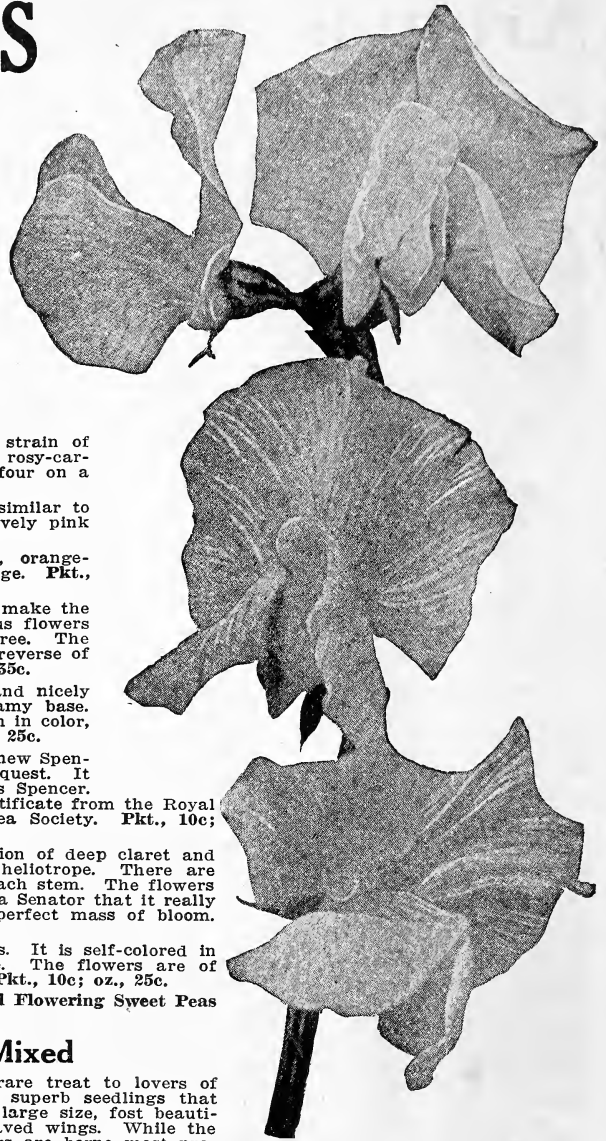 S
strain of
rosy-car-
four on a
similar to
vely pink
, orange-
ge. Pkt.,
make the
us flowers
ree. The
reverse of
35c.
and nicely
amy base.
n in color,
25c.
new Spen-
quest. It
s Spencer.
tificate from the Royal
ea Society. Pkt., 10c;
ion of deep claret and
heliotrope. There are
ach stem. The flowers
a Senator that it really
perfect mass of bloom.
s. It is self-colored in
. The flowers are of
Pkt., 10c; oz., 25c.
l Flowering Sweet Peas
Mixed
rare treat to lovers of
superb seedlings that
large size, fost beauti-
ved wings. While the
are borne most